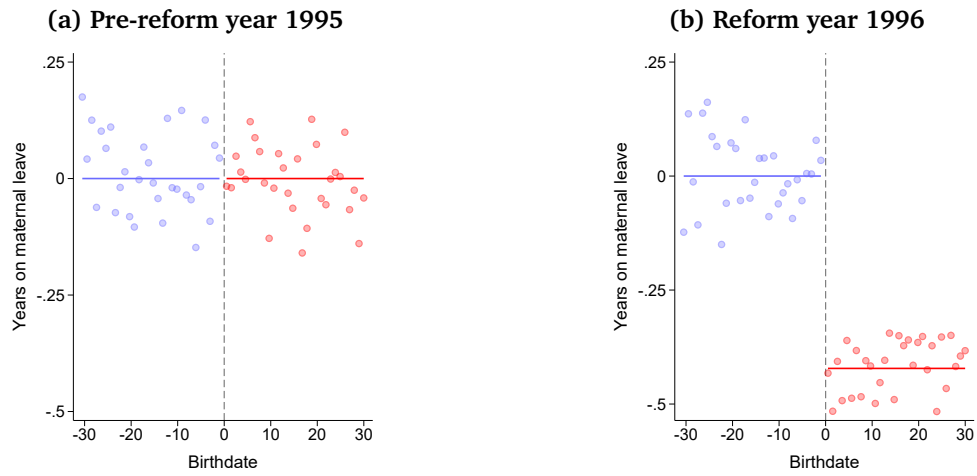 (a) Pre-reform year 1995
Years on maternal leave
.25
0
-.25
-.5
-30 -20 -10 0 10 20 30
Birthdate
(b) Reform year 1996
Years on maternal leave
.25
0
-.25
-.5
-30 -20 -10 0 10 20 30
Birthdate